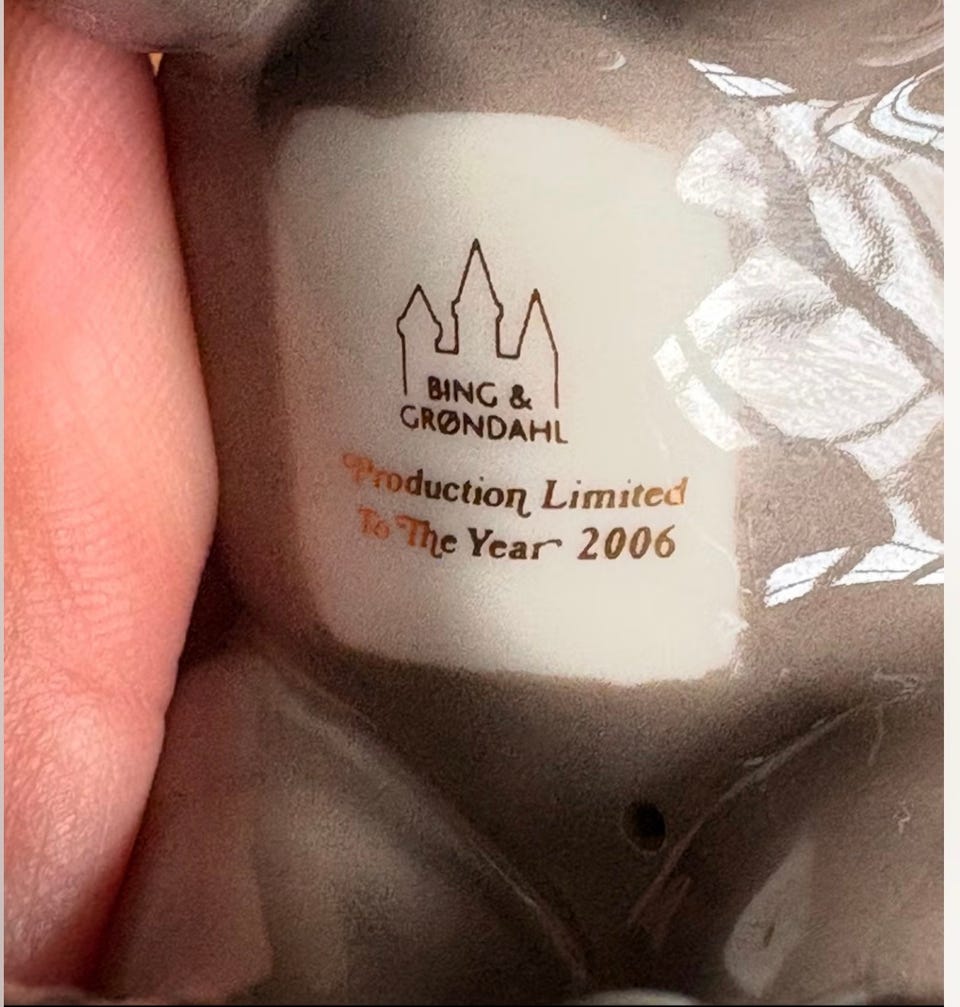 BING &
GRØNDAHL
Production Limited
To The Year 2006